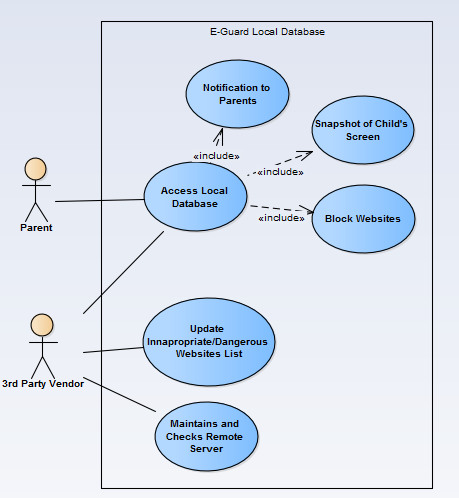 E-Guard Local Database
Notification to
Parents
Snapshot of Child's
Screen
«include»
«include»
Access Local
Database
«include»
Block Websites
Parent
Update
Innapropriate/Dangerous
Websites List
3rd Party Vendor
Maintains and
Checks Remote
Server